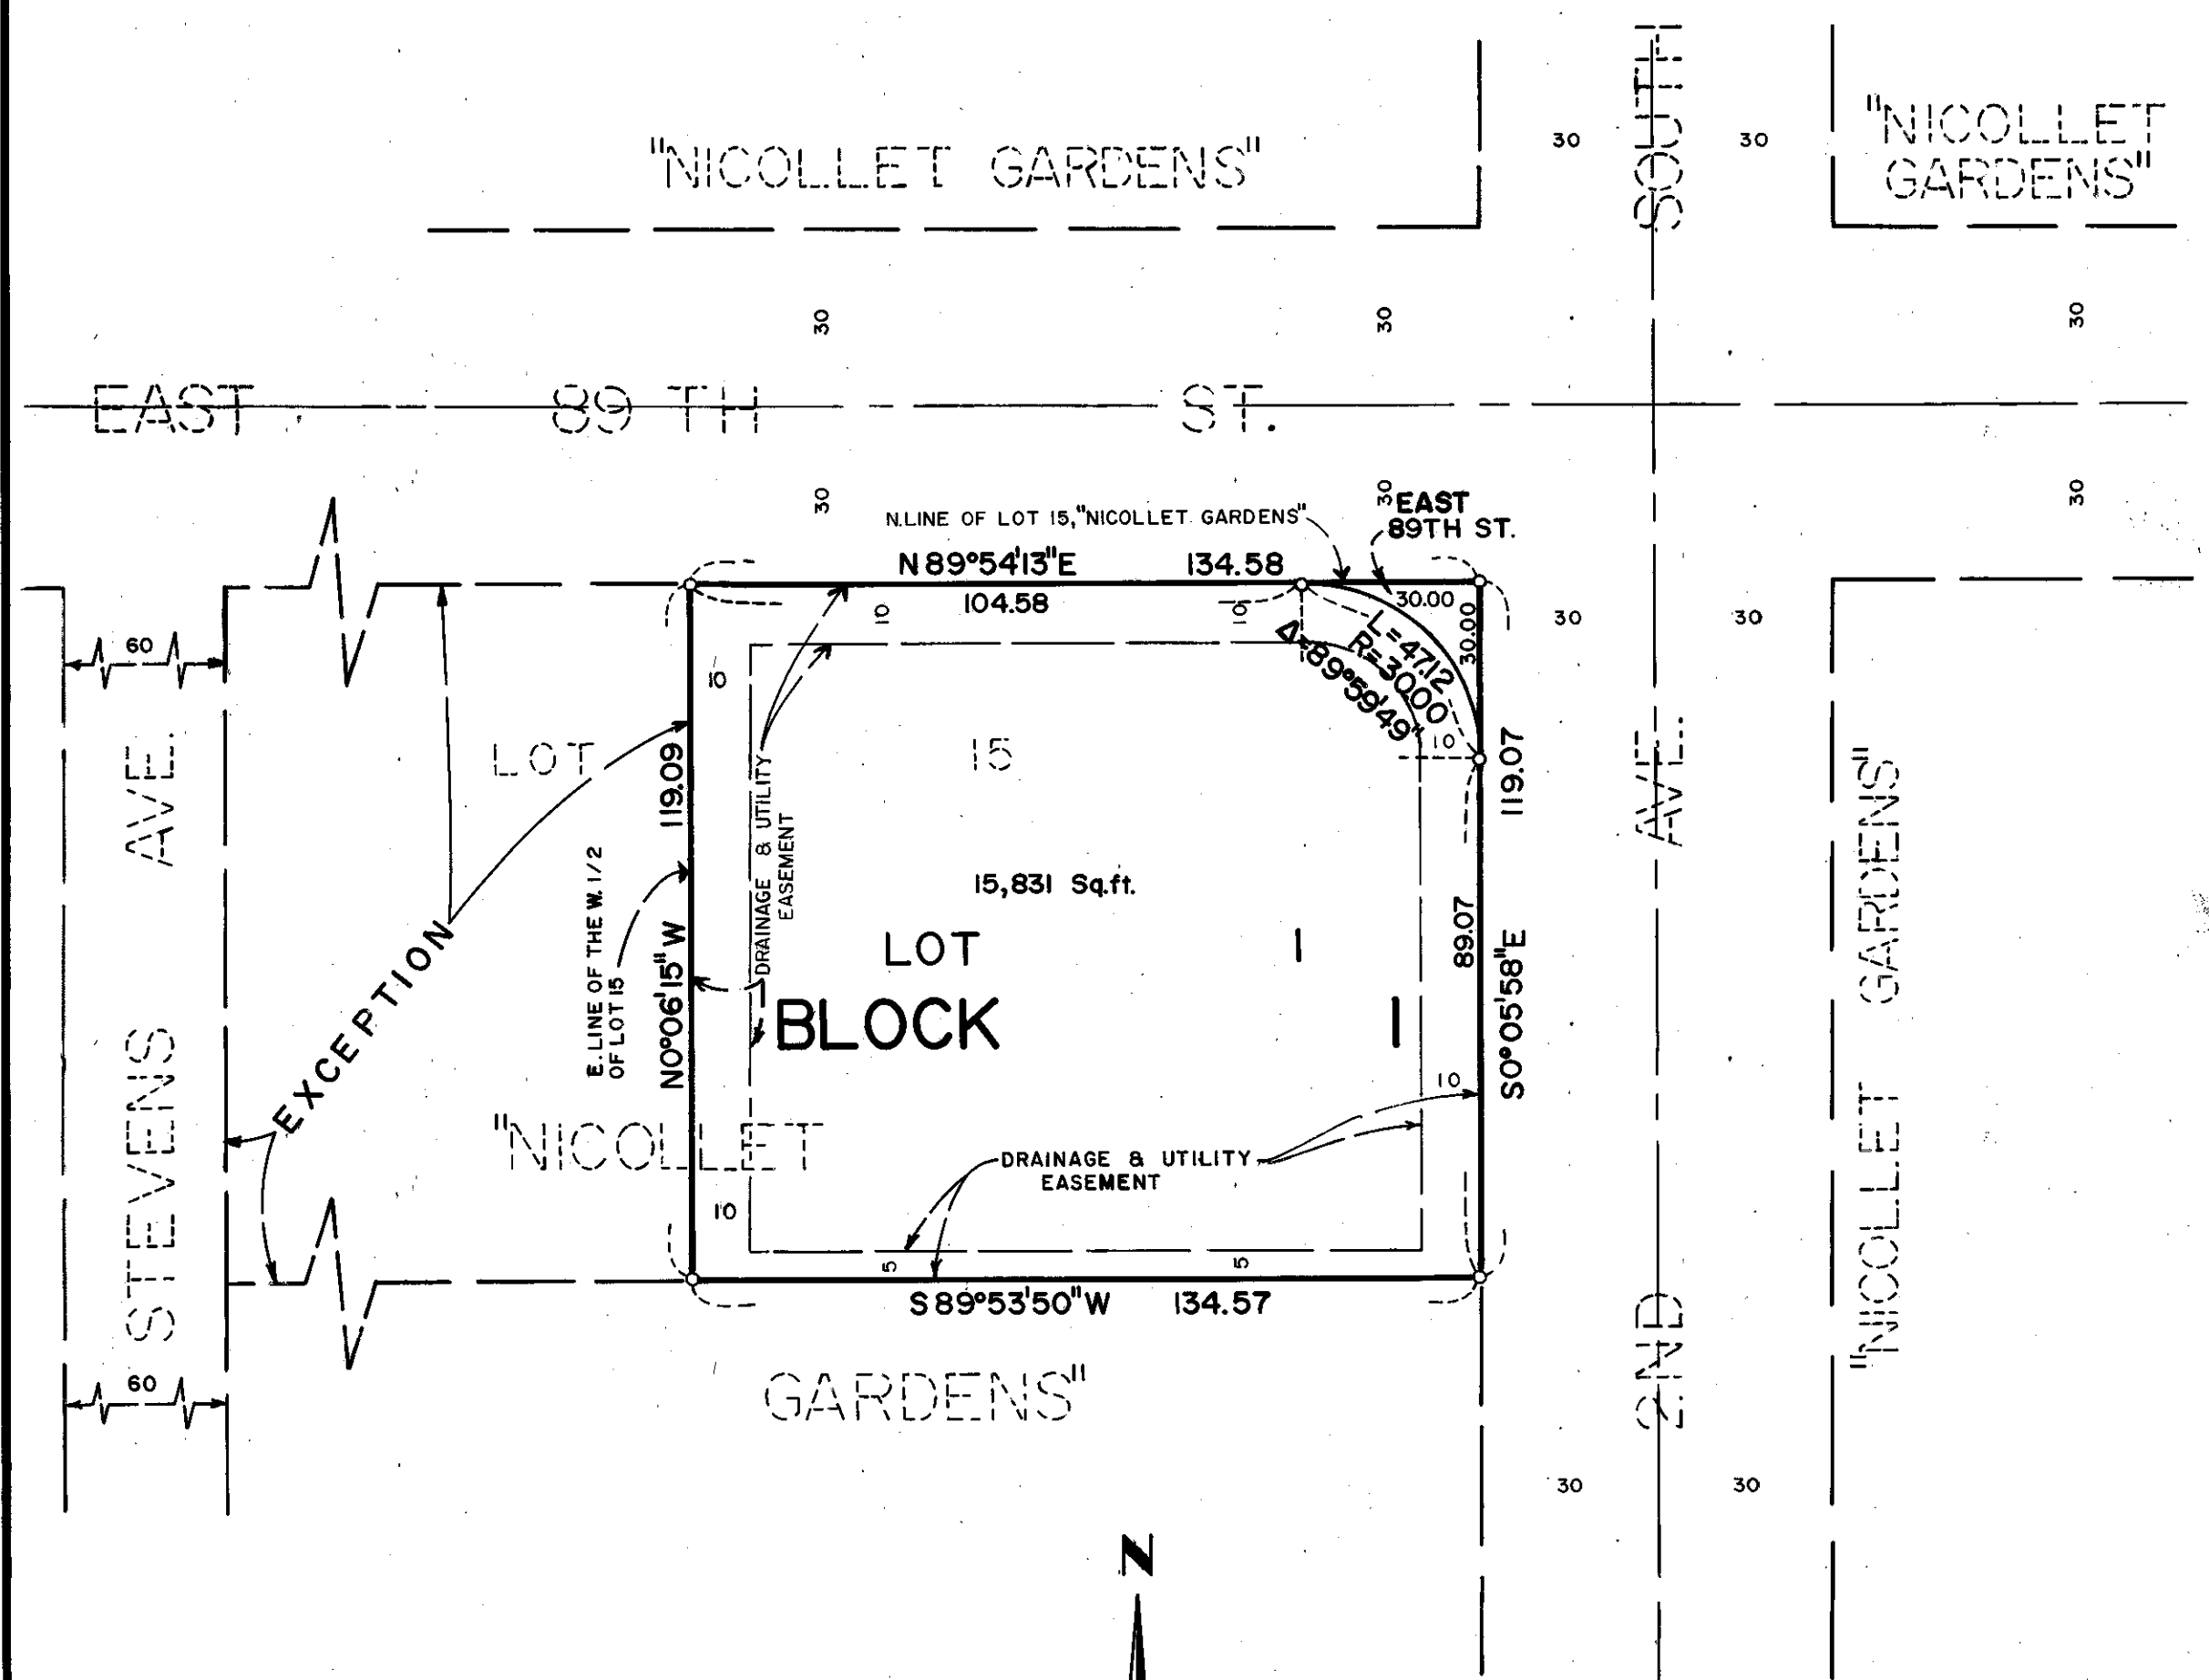 "NICOLLET GARDENS"
SOUTH
"NICOLLET
GARDENS"
30
30
30
30
30
EAST 89 TH ST.
30
30
30
N.LINE OF LOT 15,"NICOLLET GARDENS"
EAST
89TH ST.
N89°54'13"E 134.58
104.58
30.00
30.00
10
10
L=47.12
R=30.00
Δ=89°59'49"
60
30
30
10
10
LOT 15
119.09
119.07
DRAINAGE & UTILITY
EASEMENT
STEVENS AVE.
EXCEPTION
E.LINE OF THE W.1/2
OF LOT 15
N0°06'15"W
15,831 Sq.ft.
LOT 1
BLOCK 1
89.07
S0°05'58"E
10
2ND AVE.
"NICOLLET GARDENS"
"NICOLLET
DRAINAGE & UTILITY
EASEMENT
10
5
5
S89°53'50"W 134.57
60
GARDENS"
30
30
N